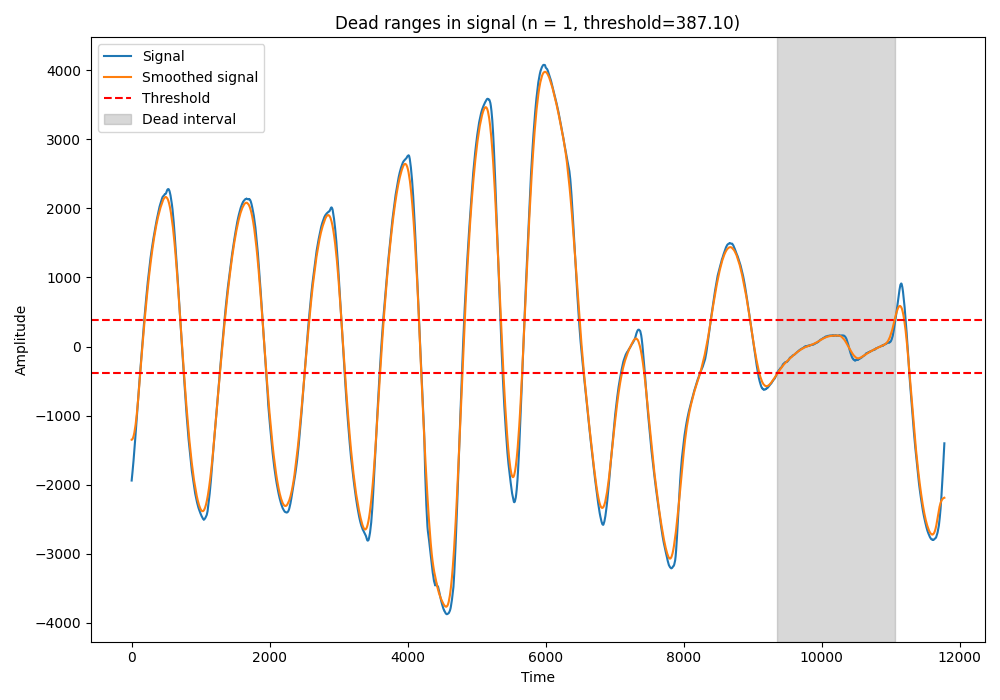 Dead ranges in signal (n = 1, threshold=387.10)
Signal
Smoothed signal
Threshold
Dead interval
Amplitude
4000
3000
2000
1000
0
−1000
−2000
−3000
−4000
0 2000 4000 6000 8000 10000 12000
Time